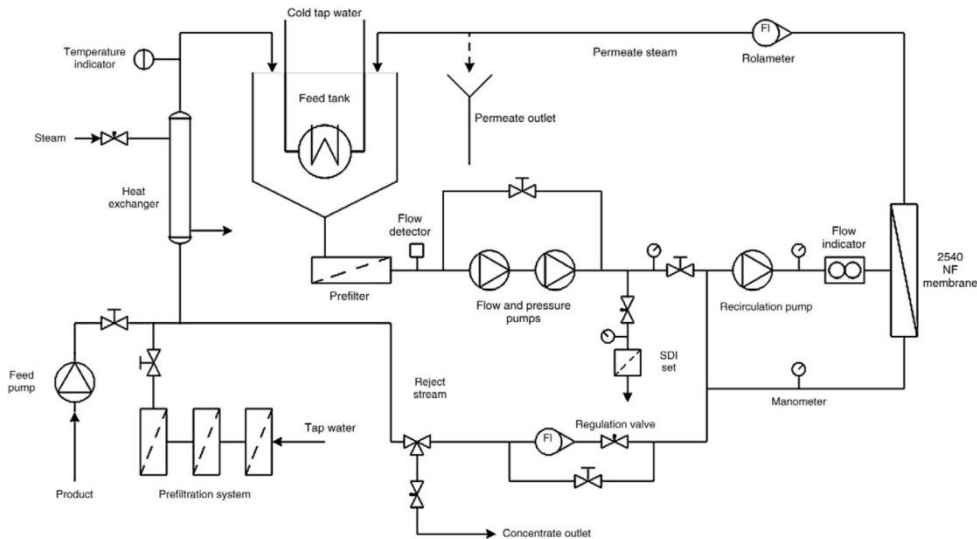 Cold tap water
Temperature
indicator
FI
Permeate steam
Rolameter
Feed tank
Permeate outlet
Steam
Heat
exchanger
Flow
detector
Flow
indicator
2540
NF
membrane
Prefilter
Flow and pressure
pumps
Recirculation pump
Feed
pump
SDI
set
Reject
stream
Manometer
Regulation valve
FI
Tap water
Product
Prefiltration system
Concentrate outlet